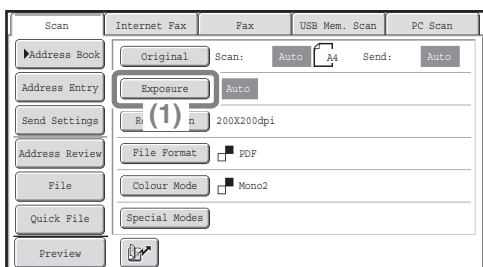 Scan Internet Fax Fax USB Mem. Scan PC Scan
Address Book Original Scan: Auto A4 Send: Auto
Address Entry Exposure Auto
Send Settings (1) 200X200dpi
Address Review File Format PDF
File Colour Mode Mono2
Quick File Special Modes
Preview